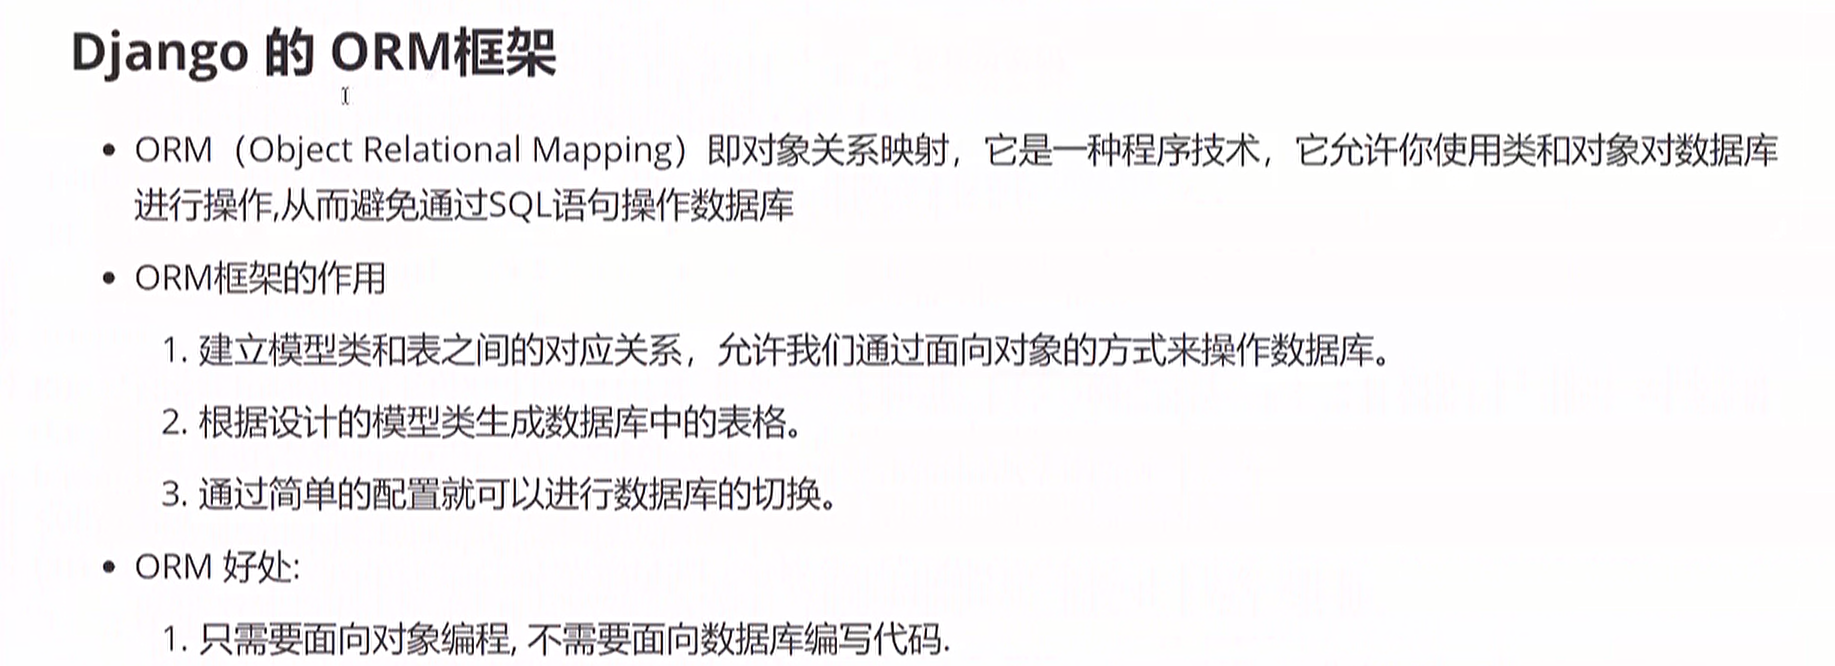 Django 的 ORM框架
ORM（Object Relational Mapping）即对象关系映射，它是一种程序技术，它允许你使用类和对象对数据库
进行操作,从而避免通过SQL语句操作数据库
ORM框架的作用
1. 建立模型类和表之间的对应关系，允许我们通过面向对象的方式来操作数据库。
2. 根据设计的模型类生成数据库中的表格。
3. 通过简单的配置就可以进行数据库的切换。
ORM 好处:
1. 只需要面向对象编程, 不需要面向数据库编写代码.